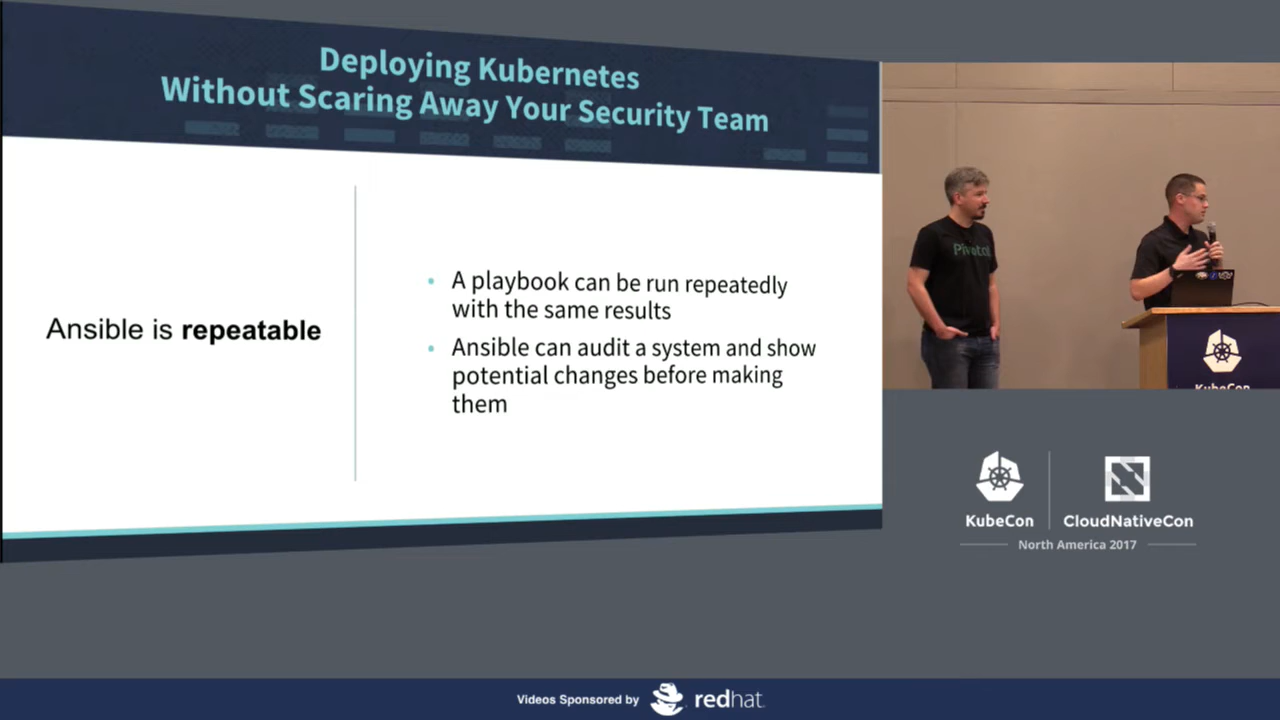 Deploying Kubernetes
Without Scaring Away Your Security Team
Ansible is repeatable
• A playbook can be run repeatedly
with the same results
• Ansible can audit a system and show
potential changes before making
them
Pivotal
KubeCon
KubeCon
CloudNativeCon
North America 2017
Videos Sponsored by
redhat